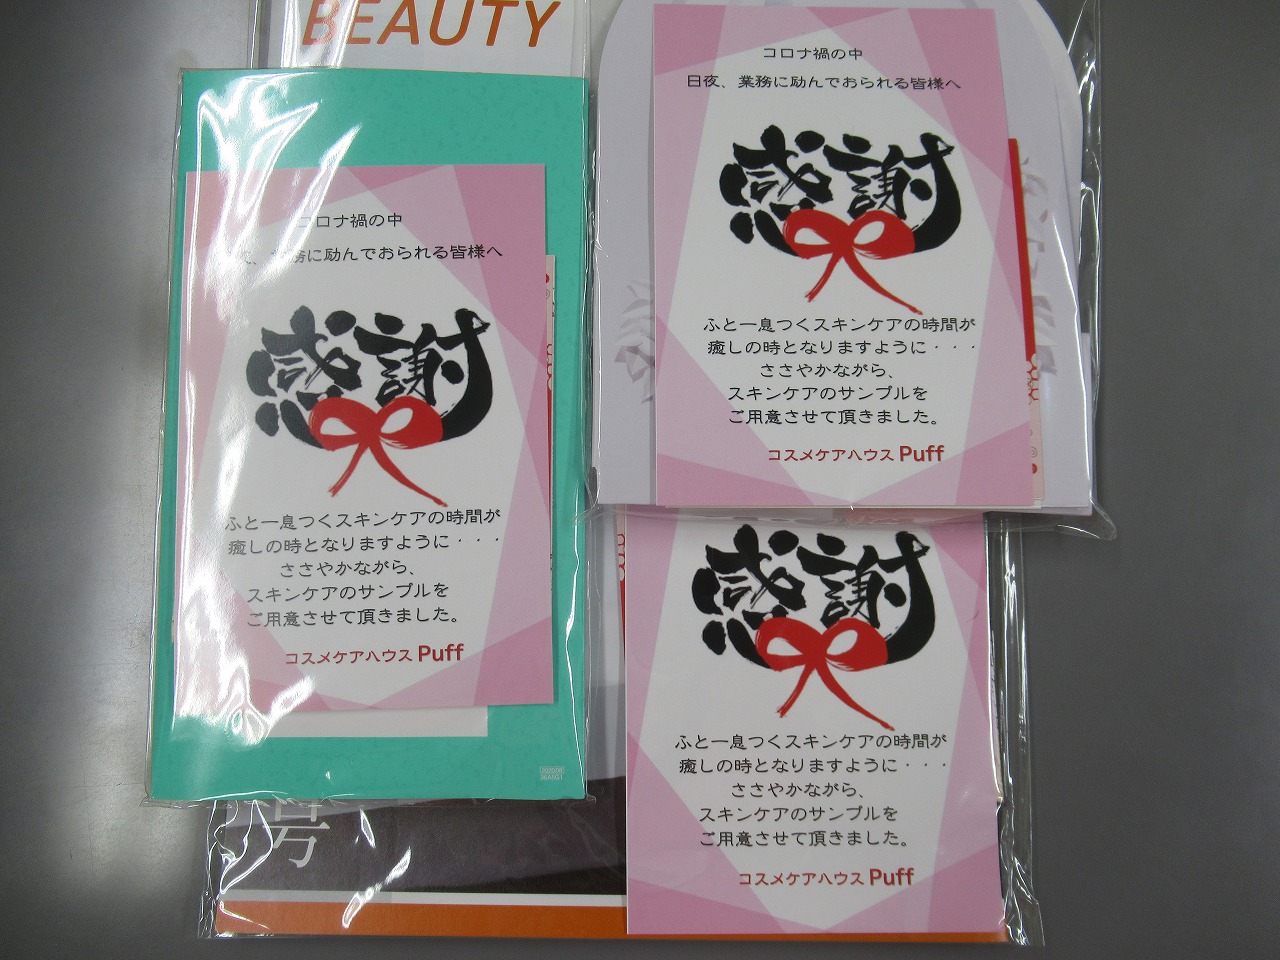 BEAUTY
コロナ禍の中
日夜、業務に励んでおられる皆様へ
感謝
ふと一息つくスキンケアの時間が
癒しの時となりますように・・・
ささやかながら、
スキンケアのサンプルを
ご用意させて頂きました。
コスメケアハウス Puff
コロナ禍の中
務に励んでおられる皆様へ
感謝
ふと一息つくスキンケアの時間が
癒しの時となりますように・・・
ささやかながら、
スキンケアのサンプルを
ご用意させて頂きました。
コスメケアハウス Puff
感謝
ふと一息つくスキンケアの時間が
癒しの時となりますように・・・
ささやかながら、
スキンケアのサンプルを
ご用意させて頂きました。
コスメケアハウス Puff
号